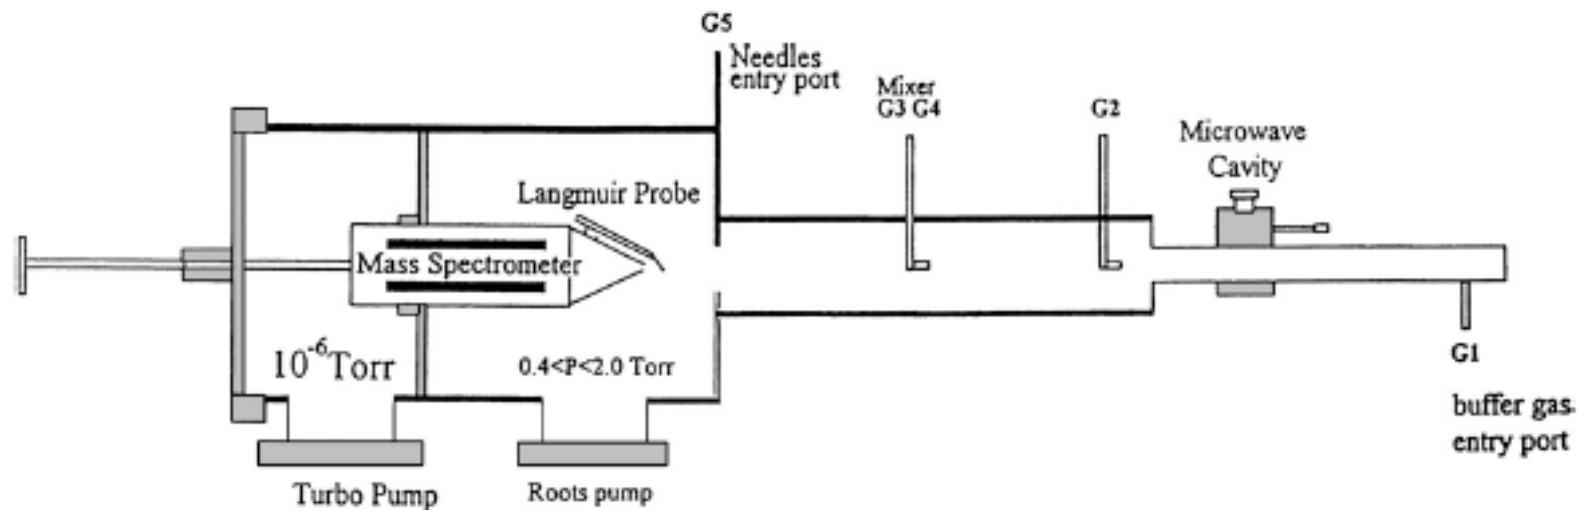 G5
Needles
entry port
Mixer
G3 G4
G2
Microwave
Cavity
Langmuir Probe
Mass Spectrometer
10-6Torr
0.4<P<2.0 Torr
G1
buffer gas
entry port
Turbo Pump
Roots pump